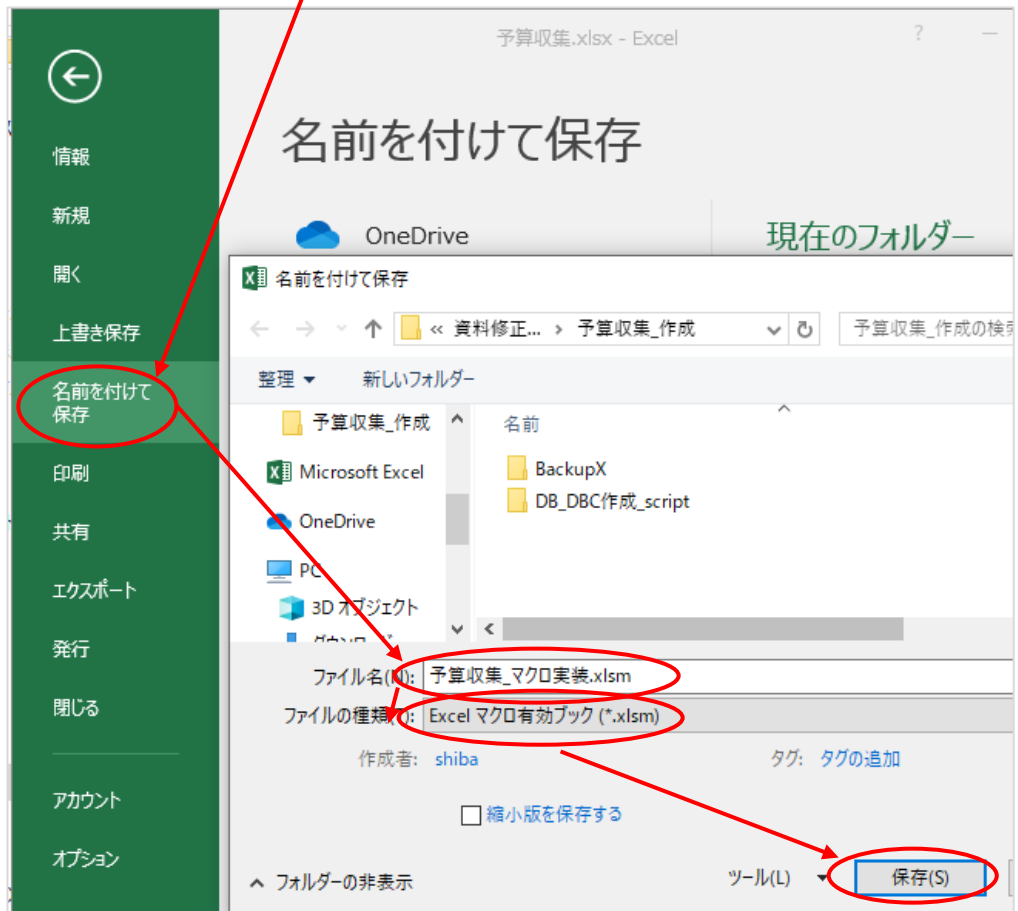 予算収集.xlsx - Excel
?
名前を付けて保存
情報
新規
開く
上書き保存
名前を付けて
保存
印刷
共有
エクスポート
発行
閉じる
アカウント
オプション
OneDrive
現在のフォルダー
名前を付けて保存
« 資料修正... › 予算収集_作成
予算収集_作成の検索
整理
新しいフォルダー
予算収集_作成
Microsoft Excel
OneDrive
PC
3D オブジェクト
名前
BackupX
DB_DBC作成_script
ファイル名(N): 予算収集_マクロ実装.xlsm
ファイルの種類(T): Excel マクロ有効ブック (*.xlsm)
作成者: shiba
タグ: タグの追加
縮小版を保存する
フォルダーの非表示
ツール(L)
保存(S)